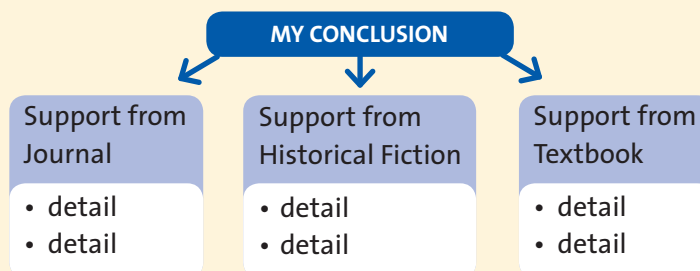 MY CONCLUSION
Support from
Journal
• detail
• detail
Support from
Historical Fiction
• detail
• detail
Support from
Textbook
• detail
• detail